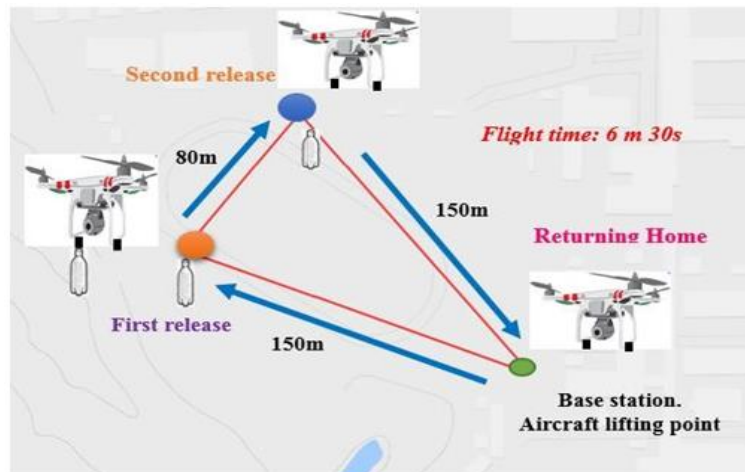 Second release
Flight time: 6 m 30s
80m
150m
Returning Home
First release
150m
Base station.
Aircraft lifting point